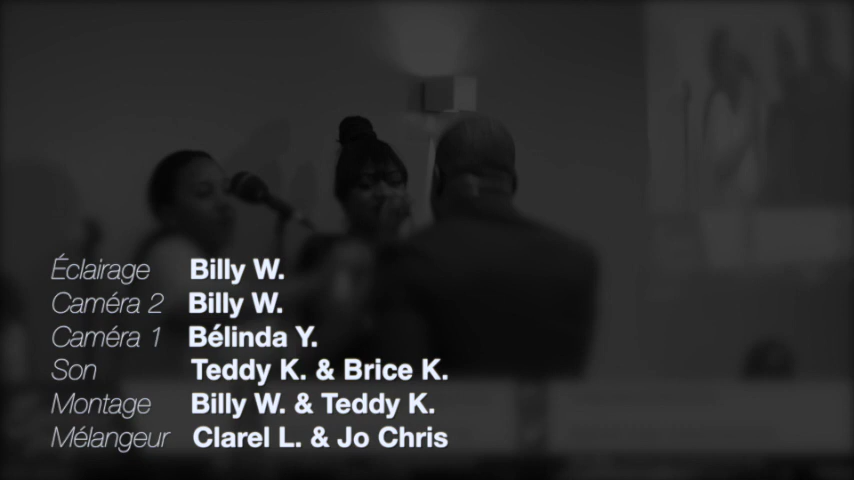 Éclairage Billy W.
Caméra 2 Billy W.
Caméra 1 Bélinda Y.
Son Teddy K. & Brice K.
Montage Billy W. & Teddy K.
Mélangeur Clarel L. & Jo Chris